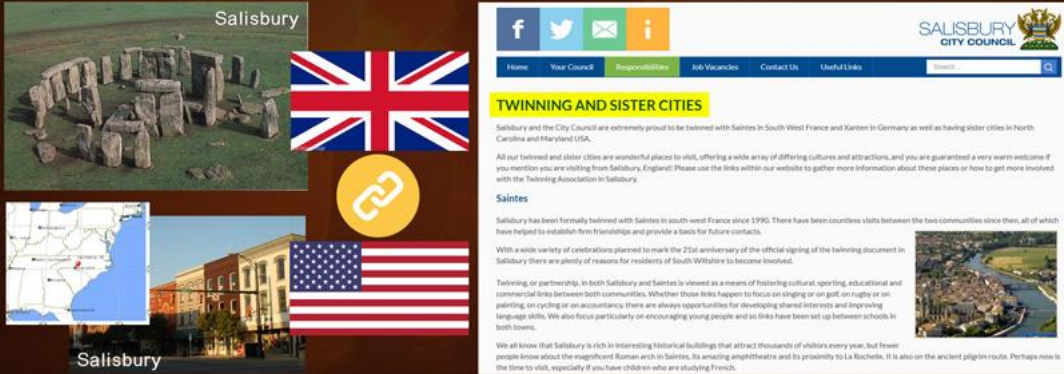 Salisbury
Salisbury
SALISBURY
CITY COUNCIL
Home Your Council Responsibilities Job Vacancies Contact Us Useful Links Search...
TWINNING AND SISTER CITIES
Salisbury and the City Council are extremely proud to be twinned with Saintes in South West France and Xanten in Germany as well as having sister cities in North
Carolina and Maryland USA.
All our twinned and sister cities are wonderful places to visit, offering a wide array of differing cultures and attractions, and you are guaranteed a very warm welcome if
you mention you are visiting from Salisbury, England! Please use the links within our website to gather more information about these places or how to get more involved
with the Twinning Association in Salisbury.
Saintes
Salisbury has been formally twinned with Saintes in south-west France since 1990. There have been countless visits between the two communities since then, all of which
have helped to establish firm friendships and provide a basis for future contacts.
With a wide variety of celebrations planned to mark the 21st anniversary of the official signing of the twinning document in
Salisbury there are plenty of reasons for residents of South Wiltshire to become involved.
Twinning, or partnership, in both Salisbury and Saintes is viewed as a means of fostering cultural, sporting, educational and
commercial links between both communities. Whether those links happen to focus on singing or on golf, on rugby or on
painting, on cycling or on accountancy, there are always opportunities for developing shared interests and improving
language skills. We also focus particularly on encouraging young people and so links have been set up between schools in
both towns.
We all know that Salisbury is rich in interesting historical buildings that attract thousands of visitors every year, but fewer
people know about the magnificent Roman arch in Saintes, its amazing amphitheatre and its proximity to La Rochelle. It is also on the ancient pilgrim route. Perhaps now is
the time to visit, especially if you have children who are studying French.